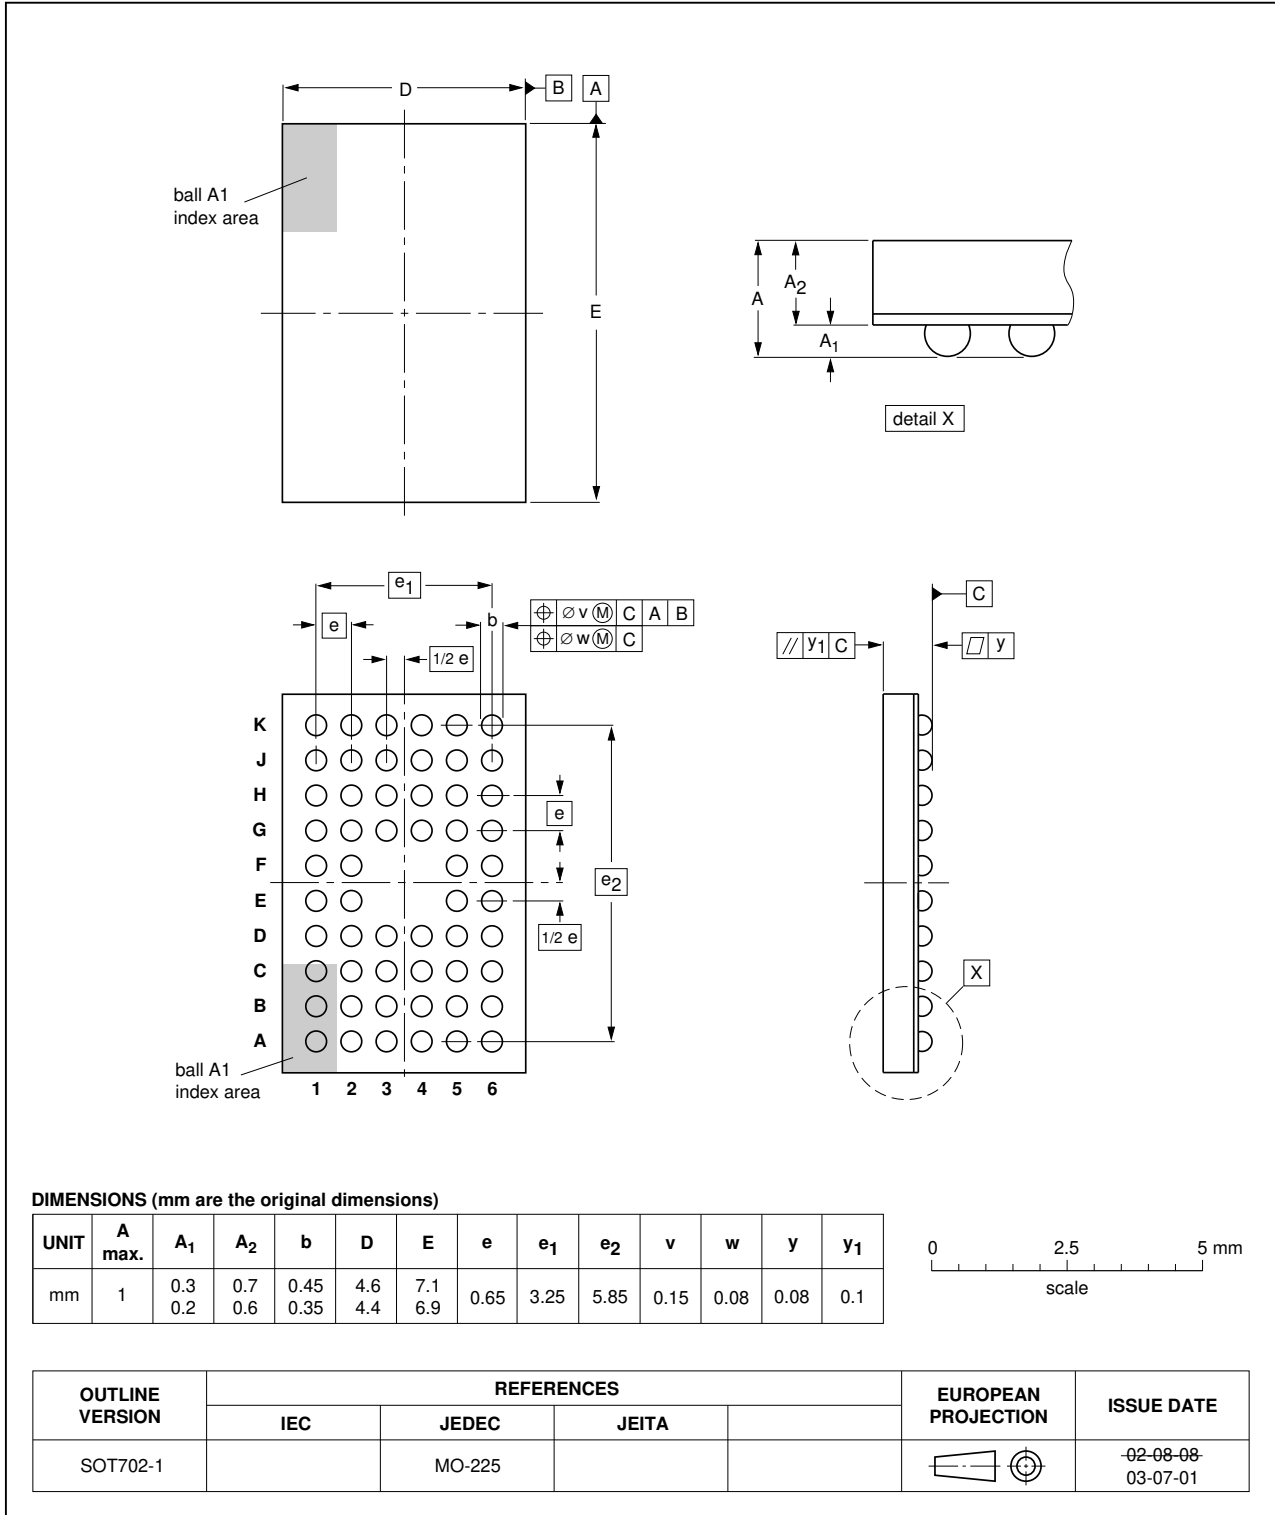 D
B
A
ball A1
index area
E
A
A2
A1
detail X
e1
e
b
⌖ ∅ v Ⓜ C A B
⌖ ∅ w Ⓜ C
1/2 e
C
// y1 C
▱ y
K
J
H
G
F
E
D
C
B
A
e
e2
1/2 e
X
ball A1
index area
1 2 3 4 5 6
DIMENSIONS (mm are the original dimensions)
UNIT A max. A1 A2 b D E e e1 e2 v w y y1
mm 1 0.3 0.2 0.7 0.6 0.45 0.35 4.6 4.4 7.1 6.9 0.65 3.25 5.85 0.15 0.08 0.08 0.1
0 2.5 5 mm
scale
OUTLINE VERSION
REFERENCES
IEC JEDEC JEITA
EUROPEAN PROJECTION
ISSUE DATE
SOT702-1
MO-225
02-08-08
03-07-01